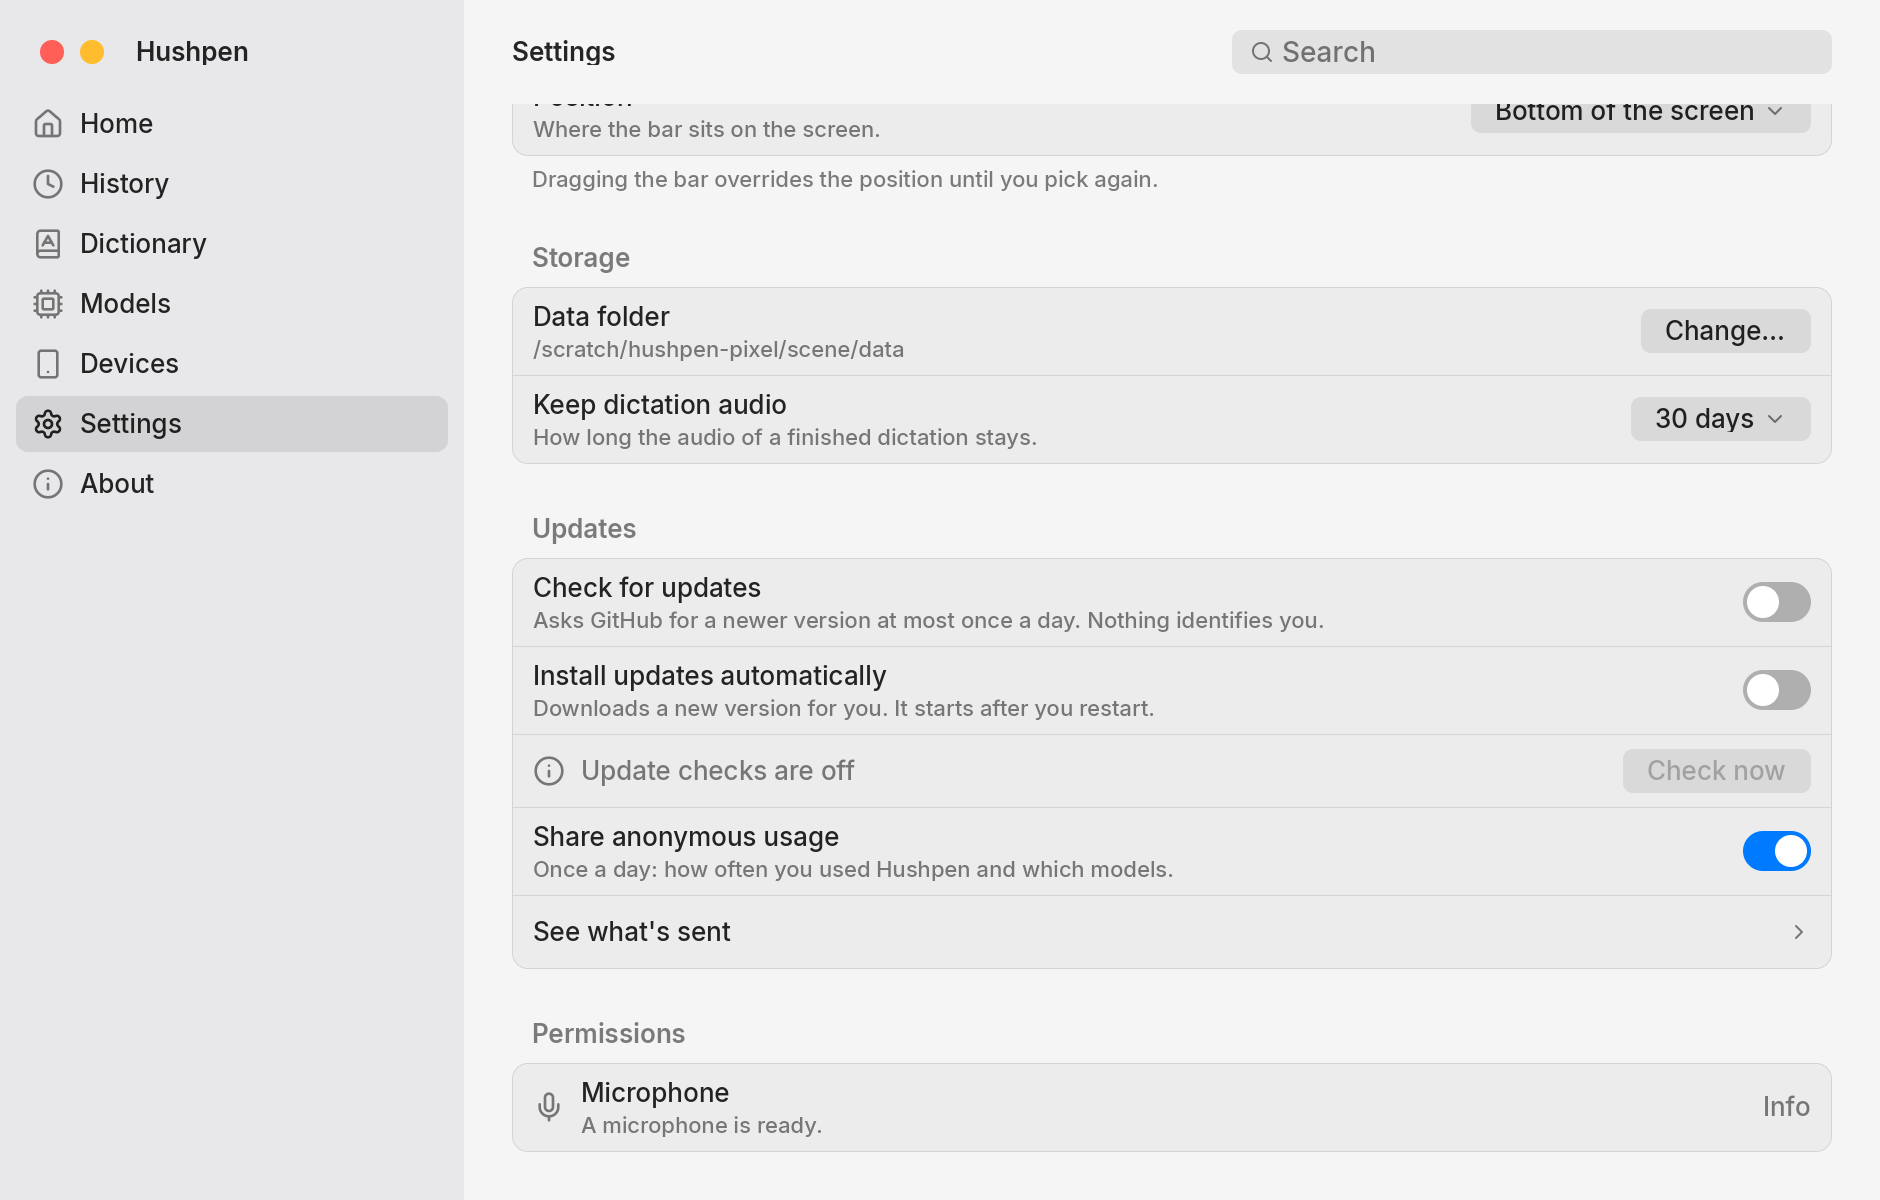 Hushpen
Home
History
Dictionary
Models
Devices
Settings
About
Settings
Search
Position
Where the bar sits on the screen.
Bottom of the screen
Dragging the bar overrides the position until you pick again.
Storage
Data folder
/scratch/hushpen-pixel/scene/data
Change...
Keep dictation audio
How long the audio of a finished dictation stays.
30 days
Updates
Check for updates
Asks GitHub for a newer version at most once a day. Nothing identifies you.
Install updates automatically
Downloads a new version for you. It starts after you restart.
Update checks are off
Check now
Share anonymous usage
Once a day: how often you used Hushpen and which models.
See what's sent
Permissions
Microphone
A microphone is ready.
Info